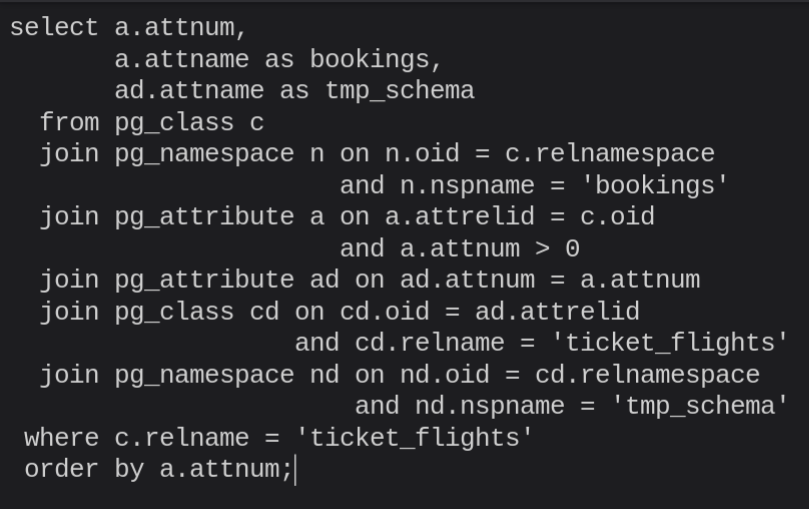 select a.attnum,
       a.attname as bookings,
       ad.attname as tmp_schema
  from pg_class c
  join pg_namespace n on n.oid = c.relnamespace
                      and n.nspname = 'bookings'
  join pg_attribute a on a.attrelid = c.oid
                      and a.attnum > 0
  join pg_attribute ad on ad.attnum = a.attnum
  join pg_class cd on cd.oid = ad.attrelid
                   and cd.relname = 'ticket_flights'
  join pg_namespace nd on nd.oid = cd.relnamespace
                       and nd.nspname = 'tmp_schema'
 where c.relname = 'ticket_flights'
 order by a.attnum;